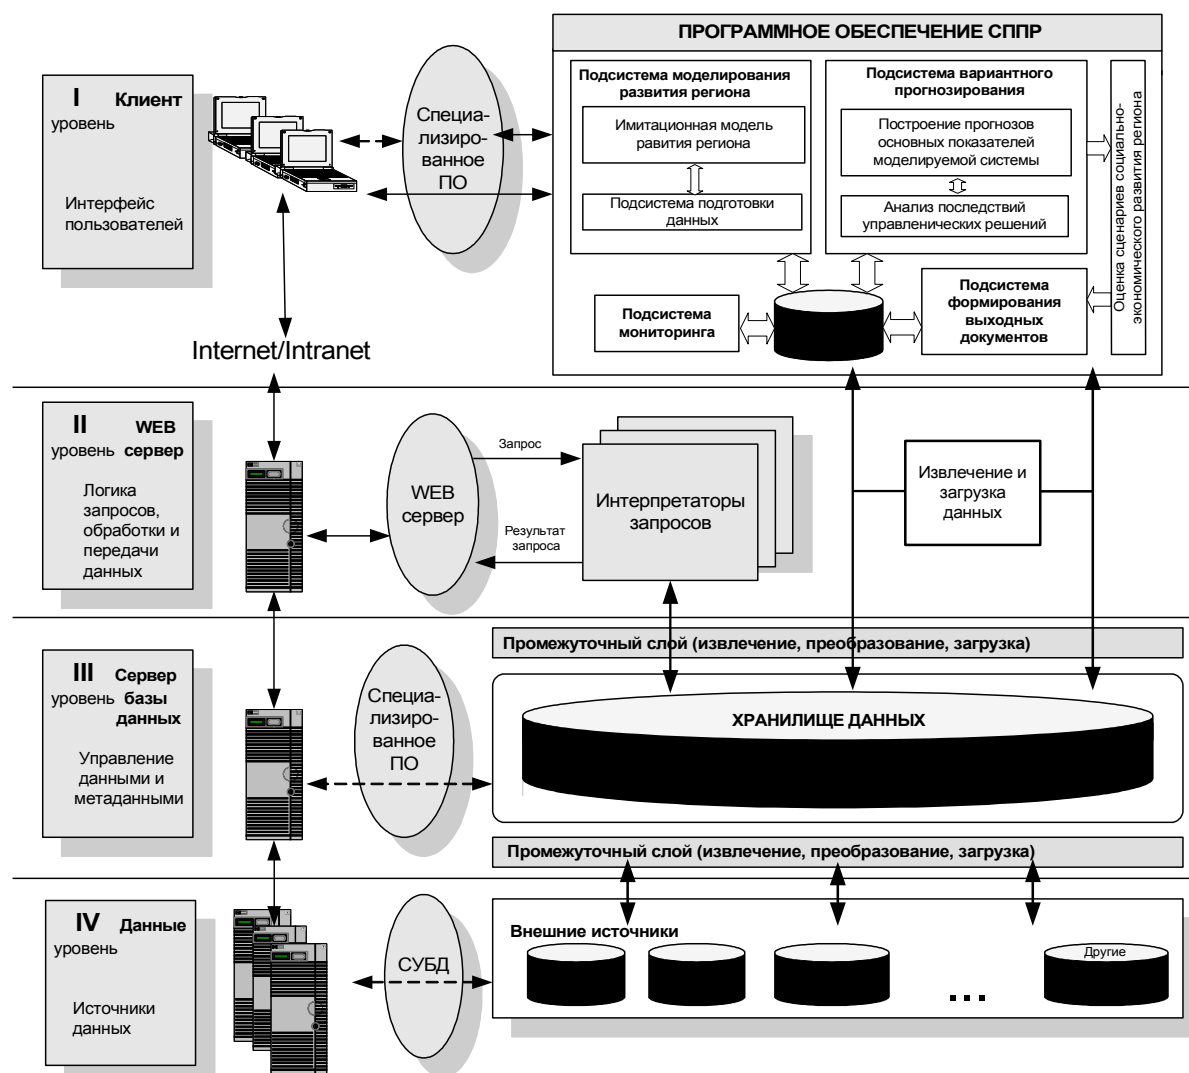 ПРОГРАММНОЕ ОБЕСПЕЧЕНИЕ СППР
I Клиент
уровень
Интерфейс
пользователей
Специа-
лизиро-
ванное
ПО
Подсистема моделирования
развития региона
Имитационная модель
равития региона
Подсистема подготовки
данных
Подсистема вариантного
прогнозирования
Построение прогнозов
основных показателей
моделируемой системы
Анализ последствий
управленических решений
Оценка сценариев социально-
экономического развития региона
Подсистема
мониторинга
Подсистема
формирования
выходных
документов
Internet/Intranet
II WEB
уровень сервер
Логика
запросов,
обработки и
передачи
данных
WEB
сервер
Запрос
Результат
запроса
Интерпретаторы
запросов
Извлечение и
загрузка
данных
Промежуточный слой (извлечение, преобразование, загрузка)
III Сервер
уровень базы
данных
Управление
данными и
метаданными
Специа-
лизиро-
ванное
ПО
ХРАНИЛИЩЕ ДАННЫХ
Промежуточный слой (извлечение, преобразование, загрузка)
IV Данные
уровень
Источники
данных
СУБД
Внешние источники
...
Другие